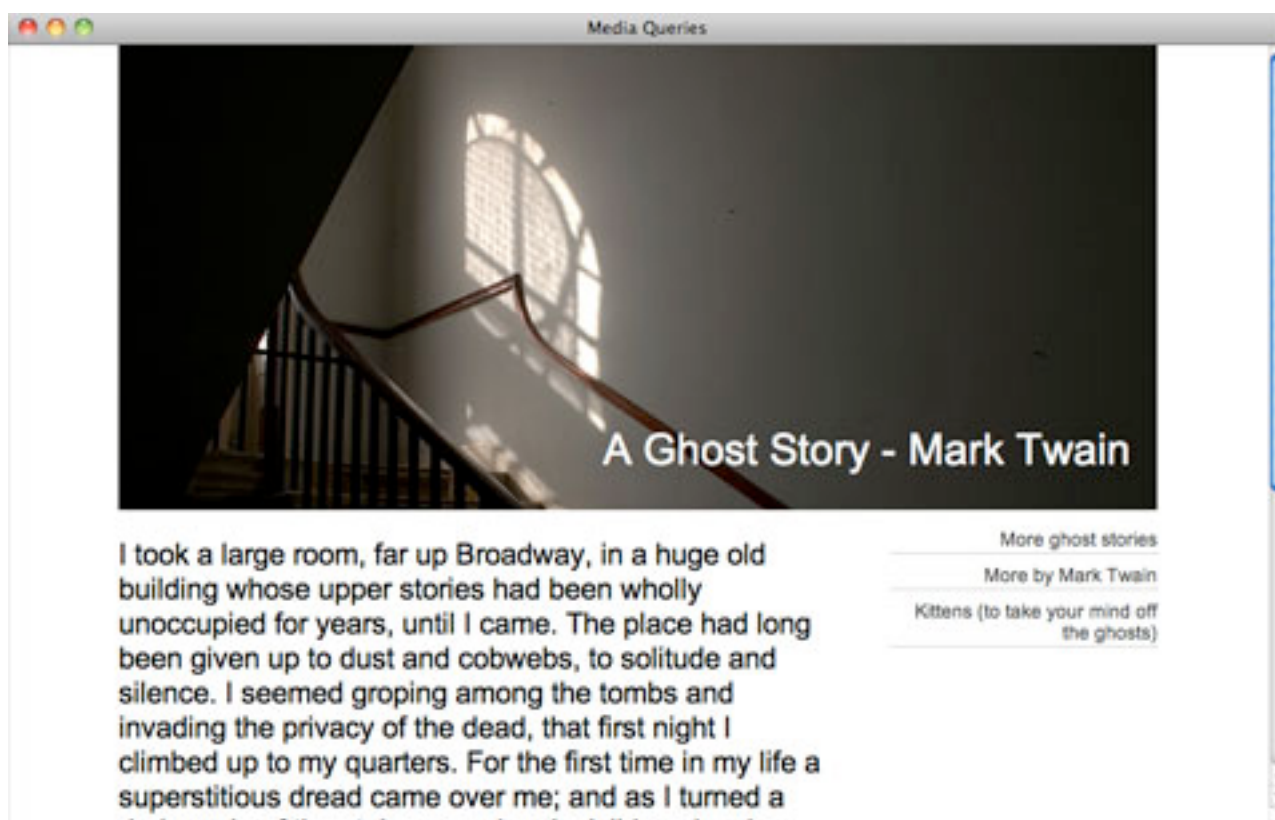 Media Queries
A Ghost Story - Mark Twain
I took a large room, far up Broadway, in a huge old
building whose upper stories had been wholly
unoccupied for years, until I came. The place had long
been given up to dust and cobwebs, to solitude and
silence. I seemed groping among the tombs and
invading the privacy of the dead, that first night I
climbed up to my quarters. For the first time in my life a
superstitious dread came over me; and as I turned a
More ghost stories
More by Mark Twain
Kittens (to take your mind off
the ghosts)